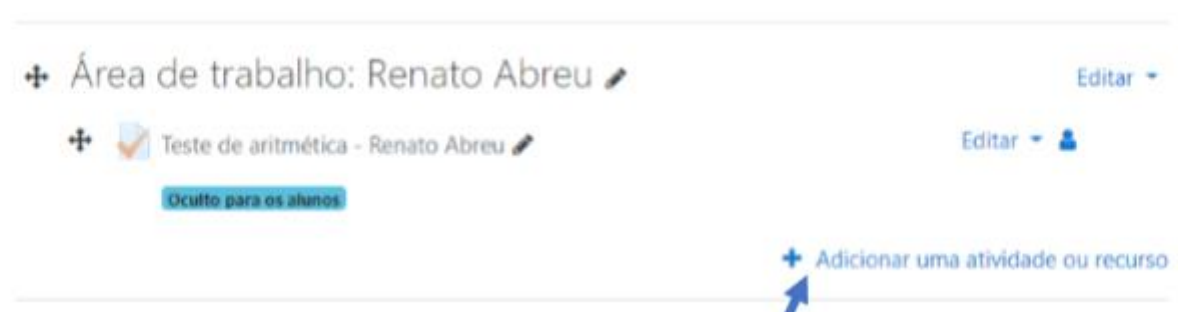 Área de trabalho: Renato Abreu
Editar
Teste de aritmética - Renato Abreu
Editar
Oculto para os alunos
Adicionar uma atividade ou recurso